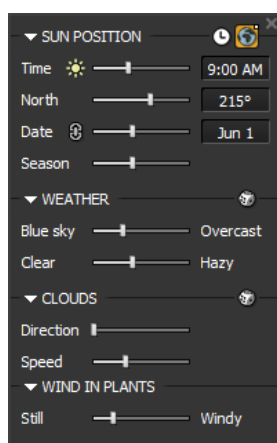 SUN POSITION
Time 9:00 AM
North 215°
Date Jun 1
Season
WEATHER
Blue sky Overcast
Clear Hazy
CLOUDS
Direction
Speed
WIND IN PLANTS
Still Windy